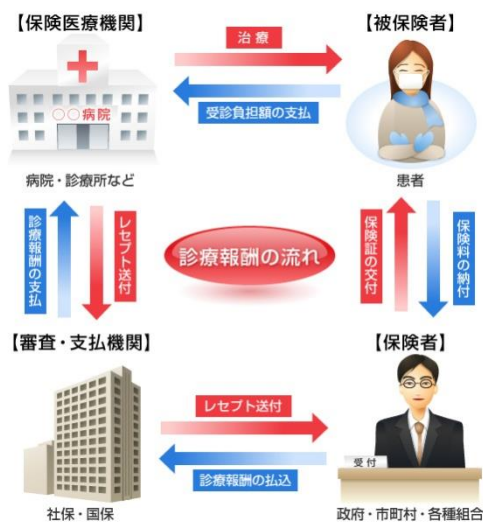 【保険医療機関】
【被保険者】
治療
受診負担額の支払
○○病院
病院・診療所など
患者
診療報酬の支払
レセプト送付
診療報酬の流れ
保険証の交付
保険料の納付
【審査・支払機関】
【保険者】
レセプト送付
診療報酬の払込
受付
社保・国保
政府・市町村・各種組合